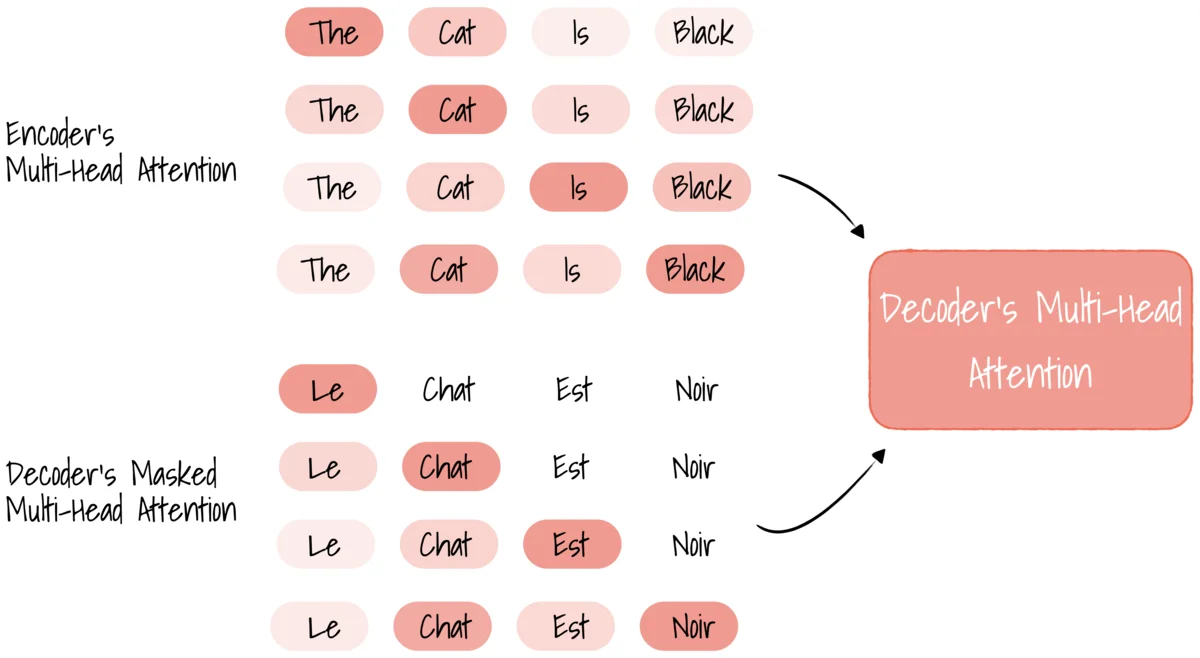 The Cat Is Black
The Cat Is Black
Encoder's
Multi-Head Attention
The Cat Is Black
The Cat Is Black
Decoder's Multi-Head
Attention
Le Chat Est Noir
Le Chat Est Noir
Decoder's Masked
Multi-Head Attention
Le Chat Est Noir
Le Chat Est Noir